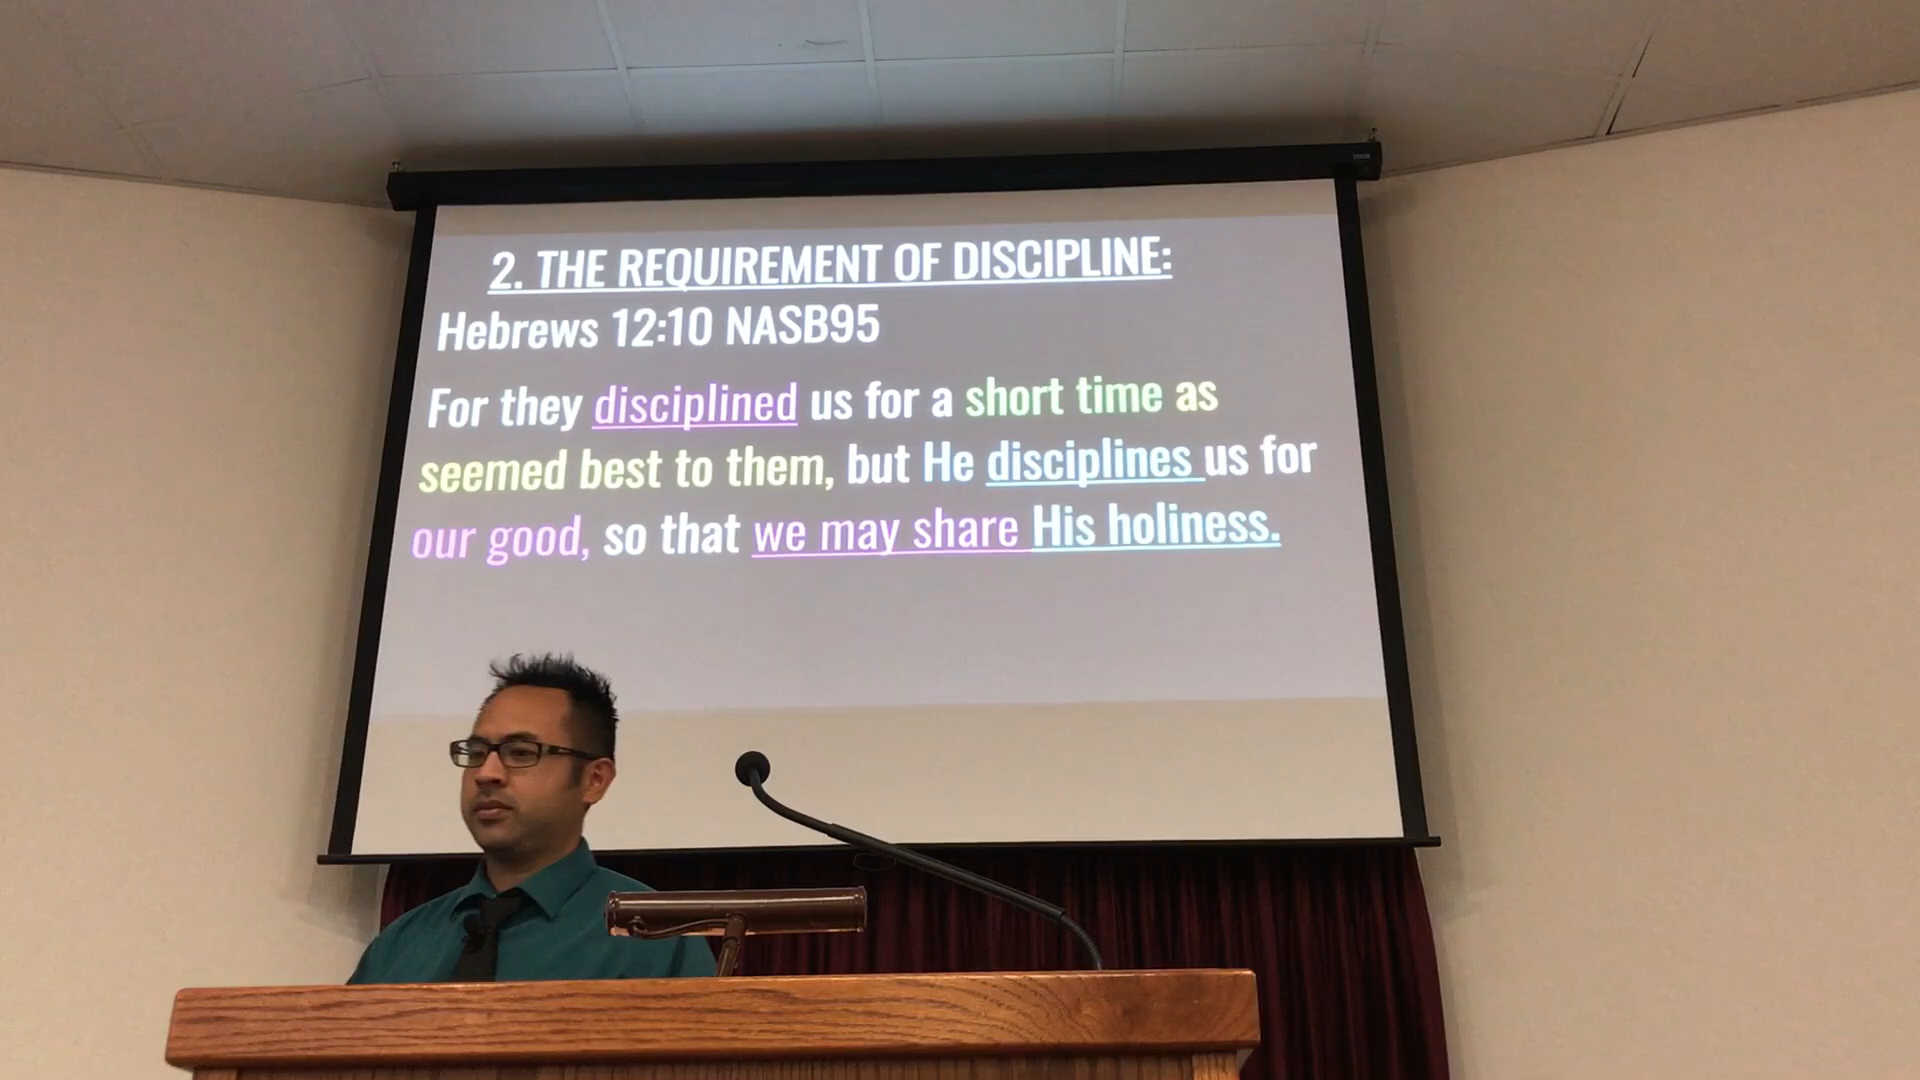 2. THE REQUIREMENT OF DISCIPLINE:
Hebrews 12:10 NASB95
For they disciplined us for a short time as
seemed best to them, but He disciplines us for
our good, so that we may share His holiness.